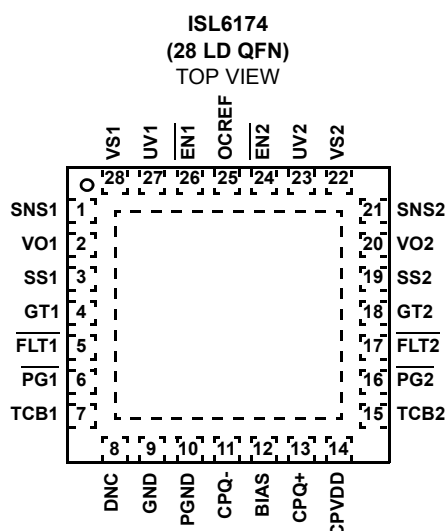 ISL6174
(28 LD QFN)
TOP VIEW
VS1
UV1
EN1
OCREF
EN2
UV2
VS2
28 27 26 25 24 23 22
SNS1 1 21 SNS2
VO1 2 20 VO2
SS1 3 19 SS2
GT1 4 18 GT2
FLT1 5 17 FLT2
PG1 6 16 PG2
TCB1 7 15 TCB2
8 9 10 11 12 13 14
DNC
GND
PGND
CPQ-
BIAS
CPQ+
CPVDD